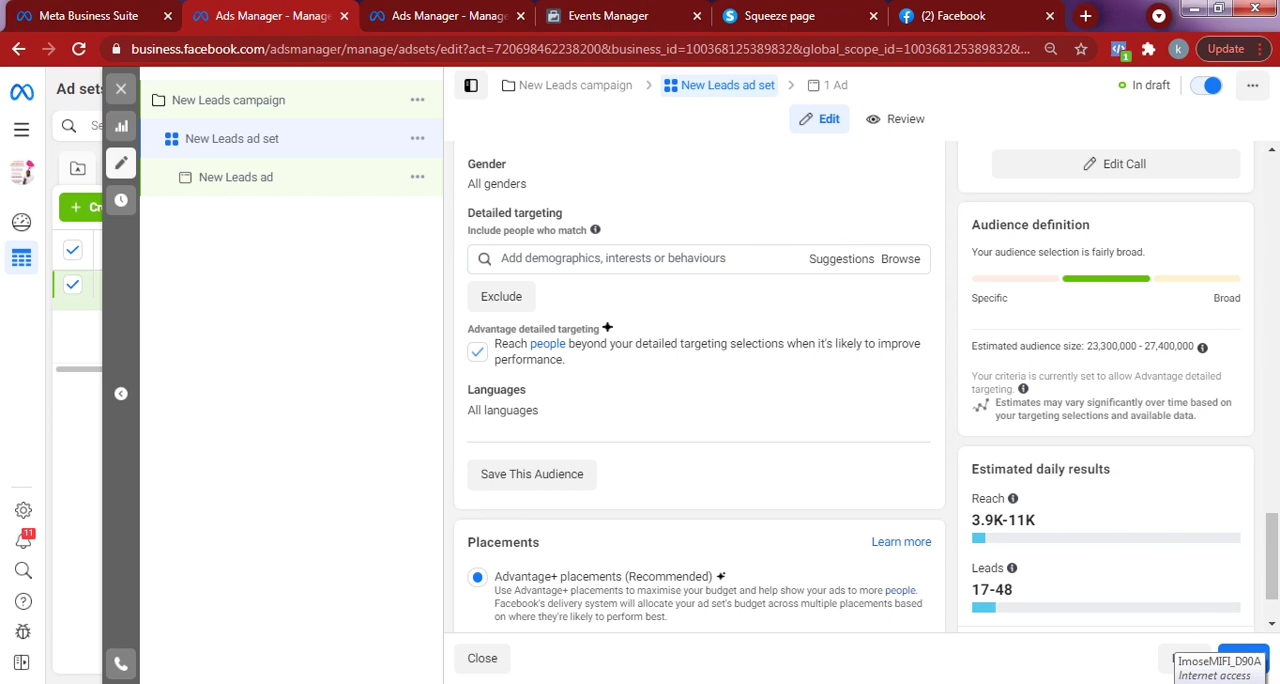 Meta Business Suite
Ads Manager - Manage
Ads Manager - Manage
Events Manager
Squeeze page
(2) Facebook
business.facebook.com/adsmanager/manage/adsets/edit?act=720698462238200&business_id=1003681253898932&global_scope_id=1003681253898932&...
1
k
Update
Ad sets
Se
+ Cr
11
New Leads campaign
New Leads ad set
New Leads ad
New Leads campaign
New Leads ad set
1 Ad
In draft
Edit
Review
Gender
All genders
Detailed targeting
Include people who match
Add demographics, interests or behaviours
Suggestions
Browse
Exclude
Advantage detailed targeting
Reach people beyond your detailed targeting selections when it's likely to improve
performance.
Languages
All languages
Save This Audience
Placements
Learn more
Advantage+ placements (Recommended)
Use Advantage+ placements to maximise your budget and help show your ads to more people.
Facebook's delivery system will allocate your ad set's budget across multiple placements based
on where they're likely to perform best.
Close
Edit Call
Audience definition
Your audience selection is fairly broad.
Specific
Broad
Estimated audience size: 23,300,000 - 27,400,000
Your criteria is currently set to allow Advantage detailed
targeting.
Estimates may vary significantly over time based on
your targeting selections and available data.
Estimated daily results
Reach
3.9K-11K
Leads
17-48
ImoseMIFI_D90A
Internet access